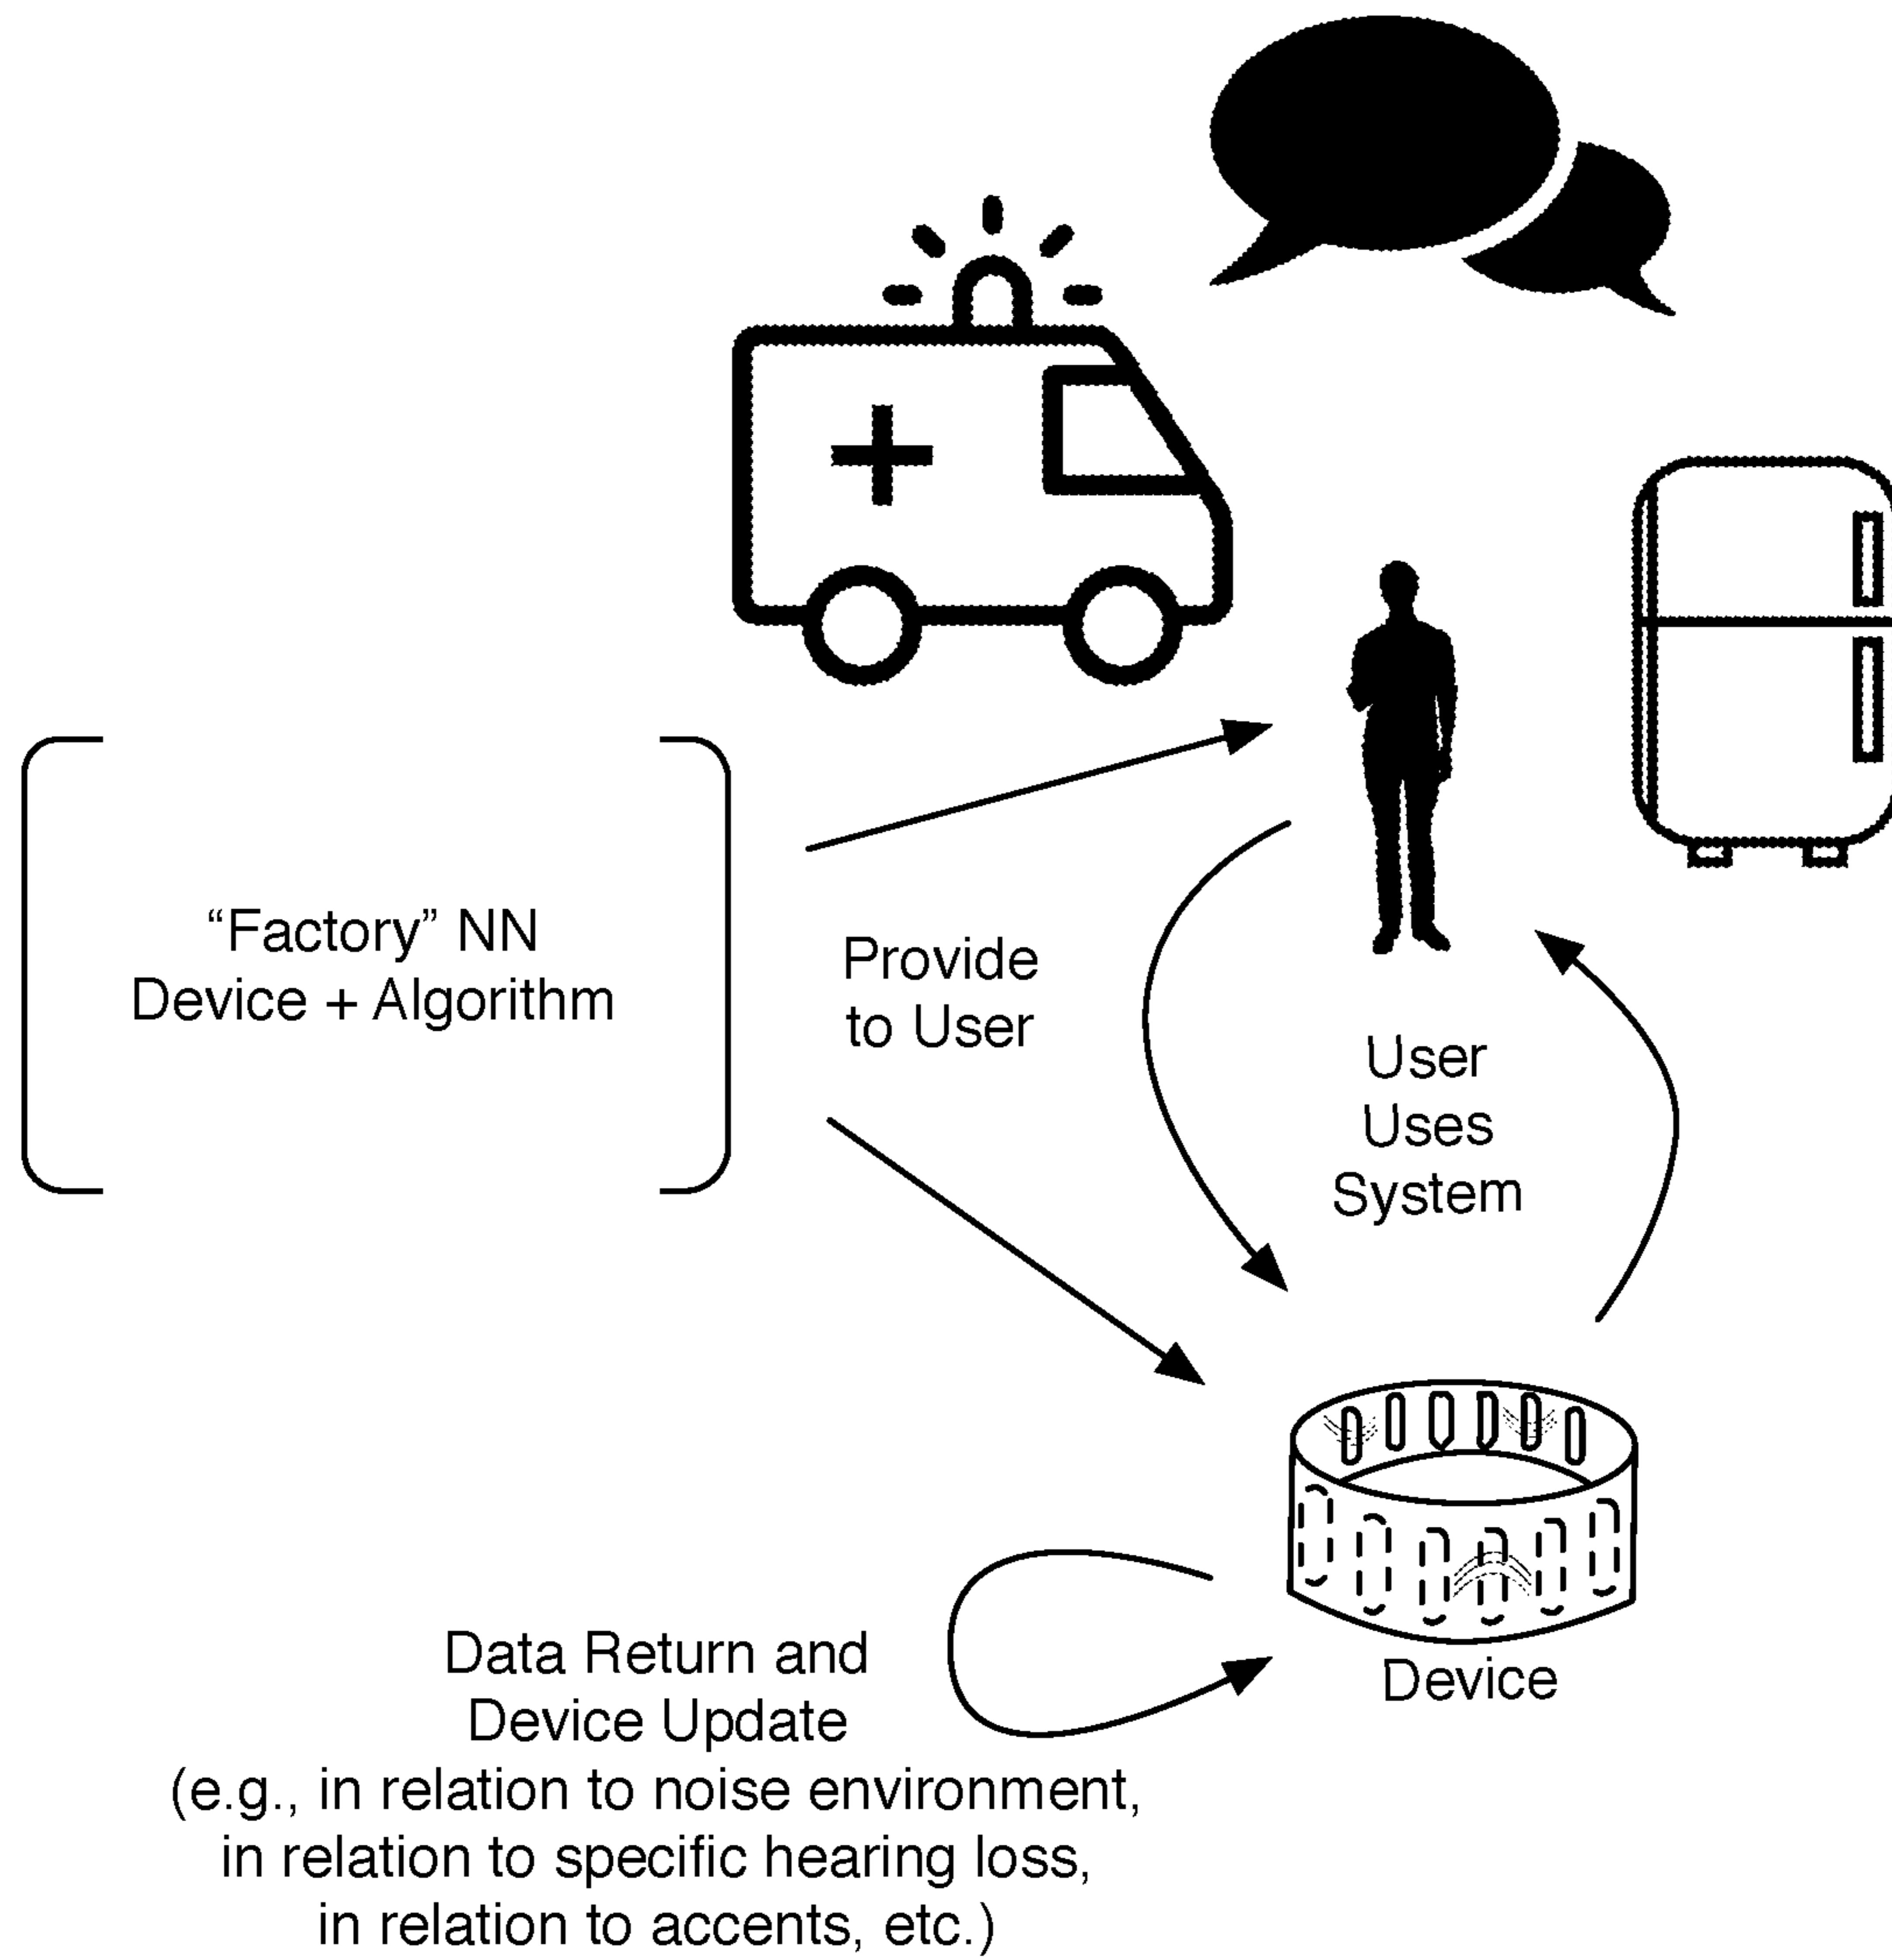 “Factory” NN
Device + Algorithm
Provide
to User
User
Uses
System
Device
Data Return and
Device Update
(e.g., in relation to noise environment,
in relation to specific hearing loss,
in relation to accents, etc.)